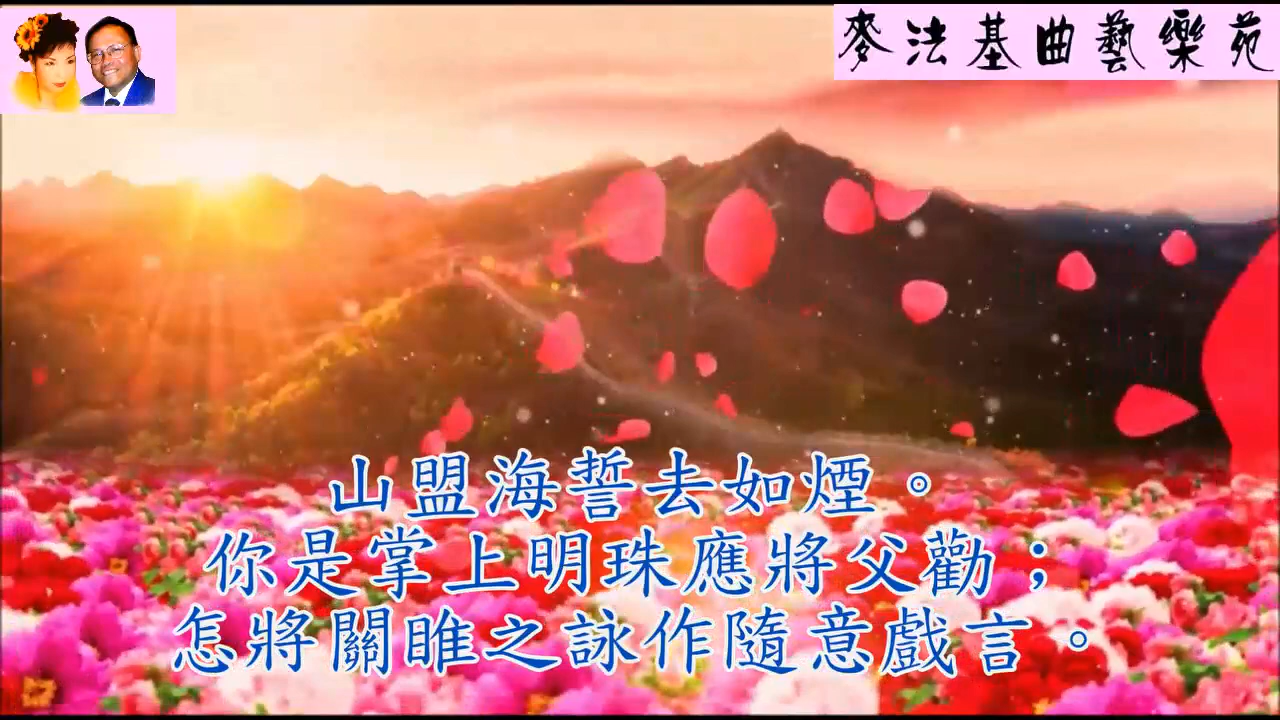 麥法基曲藝樂苑
山盟海誓去如煙。
你是掌上明珠應將父勸；
怎將關睢之詠作隨意戲言。